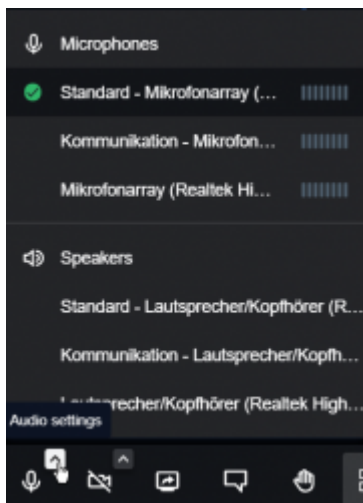 Microphones
Standard - Mikrofonarray (...
Kommunikation - Mikrofon...
Mikrofonarray (Realtek Hi...
Speakers
Standard - Lautsprecher/Kopfhörer (R...
Kommunikation - Lautsprecher/Kopfh...
Lautsprecher/Kopfhörer (Realtek High...
Audio settings